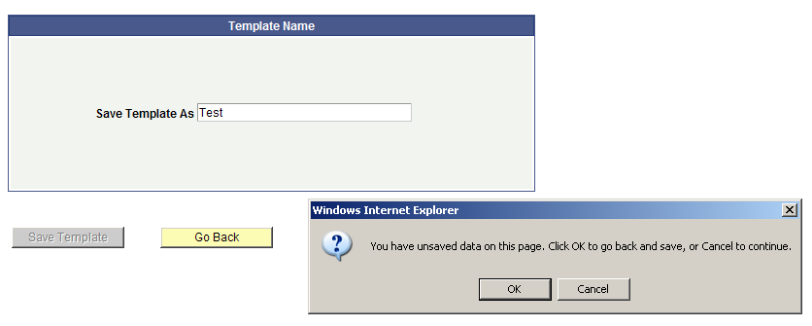 Template Name
Save Template As Test
Save Template
Go Back
Windows Internet Explorer
You have unsaved data on this page. Click OK to go back and save, or Cancel to continue.
OK
Cancel